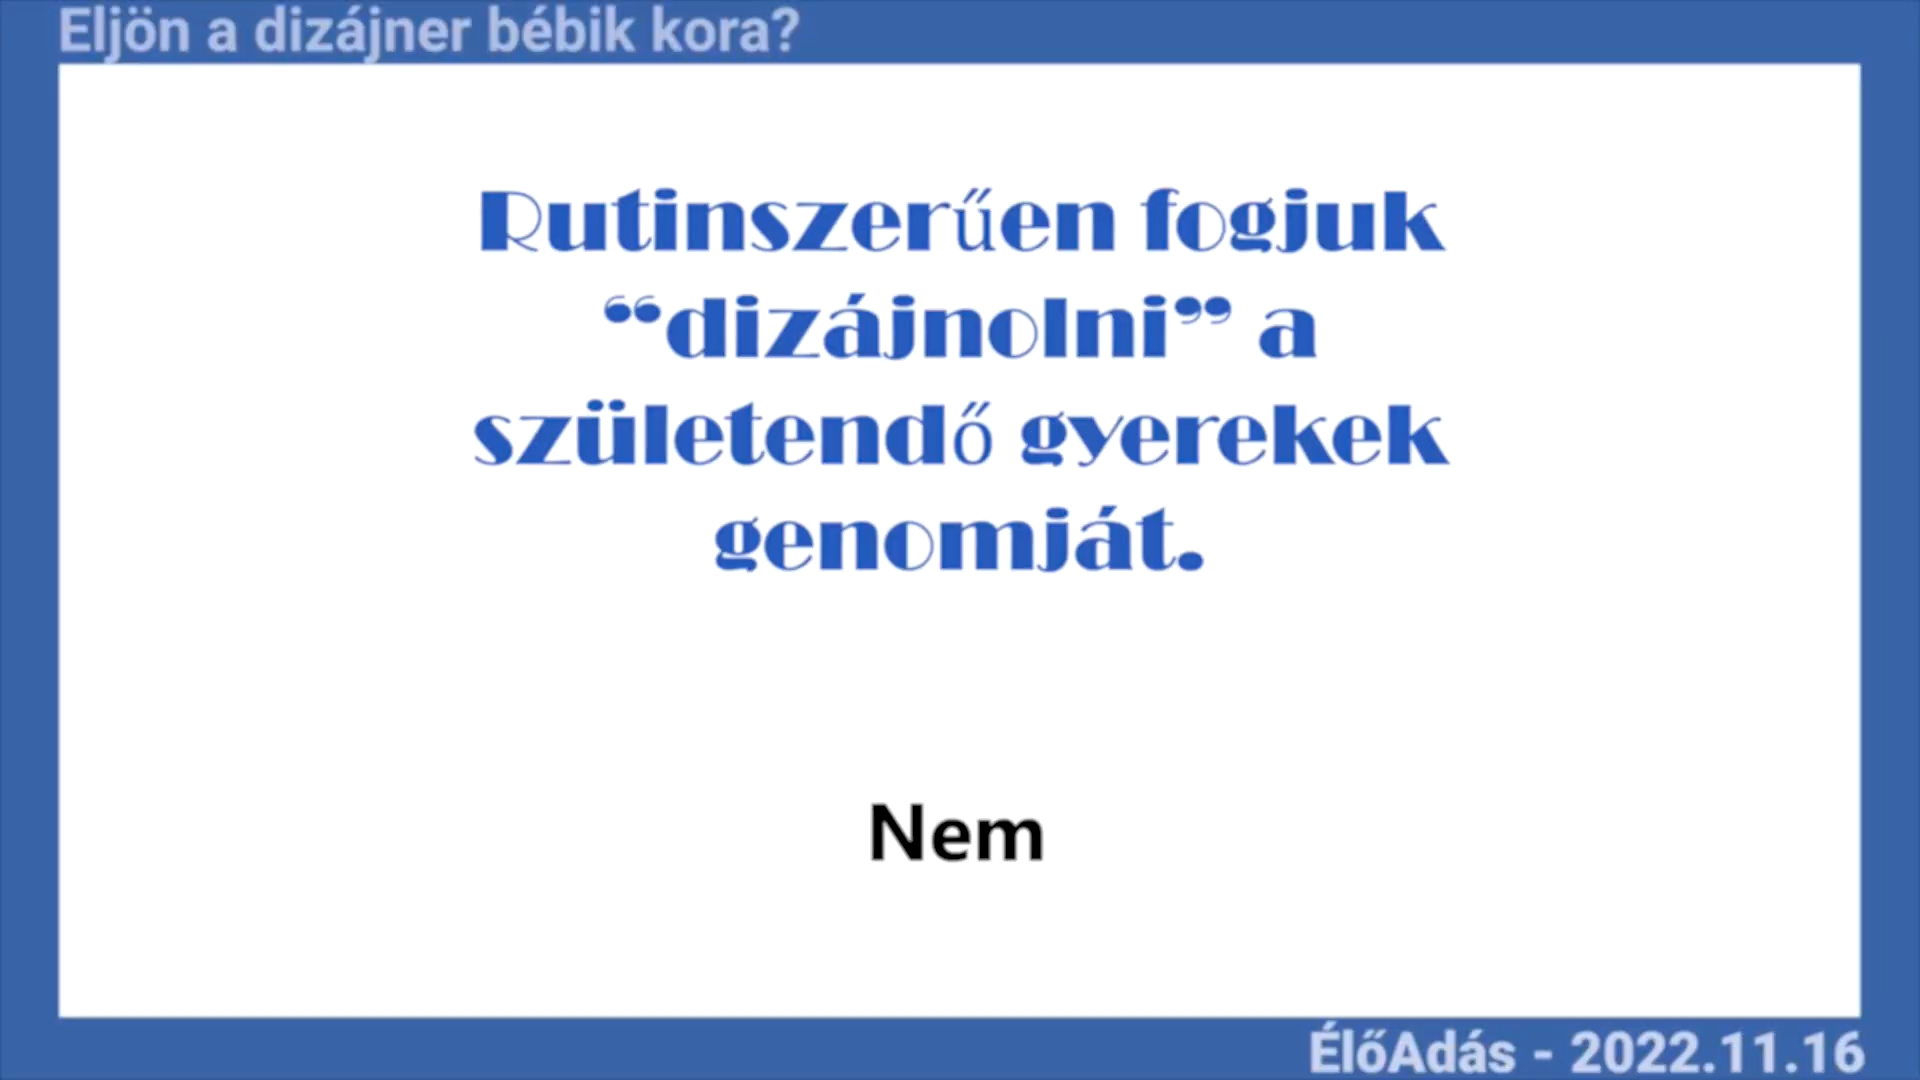 Eljön a dizájner bébik kora?
Rutinszerűen fogjuk
“dizájnolni” a
születendő gyerekek
genomját.
Nem
ÉlőAdás - 2022.11.16